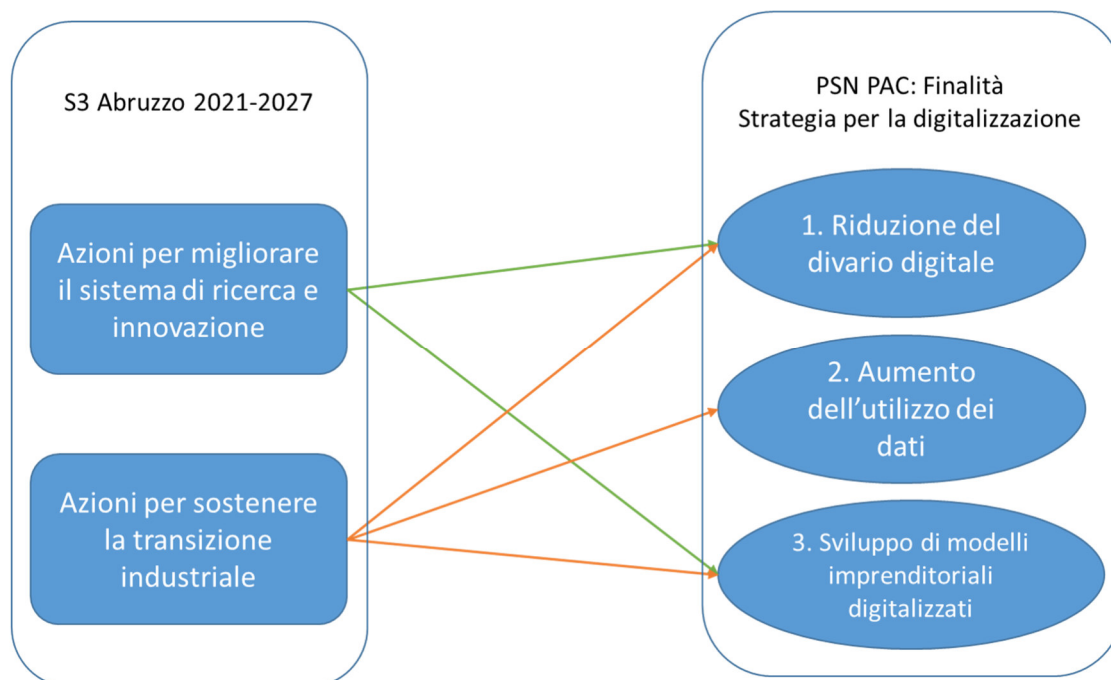 S3 Abruzzo 2021-2027
Azioni per migliorare
il sistema di ricerca e
innovazione
Azioni per sostenere
la transizione
industriale
PSN PAC: Finalità
Strategia per la digitalizzazione
1. Riduzione del
divario digitale
2. Aumento
dell’utilizzo dei
dati
3. Sviluppo di modelli
imprenditoriali
digitalizzati